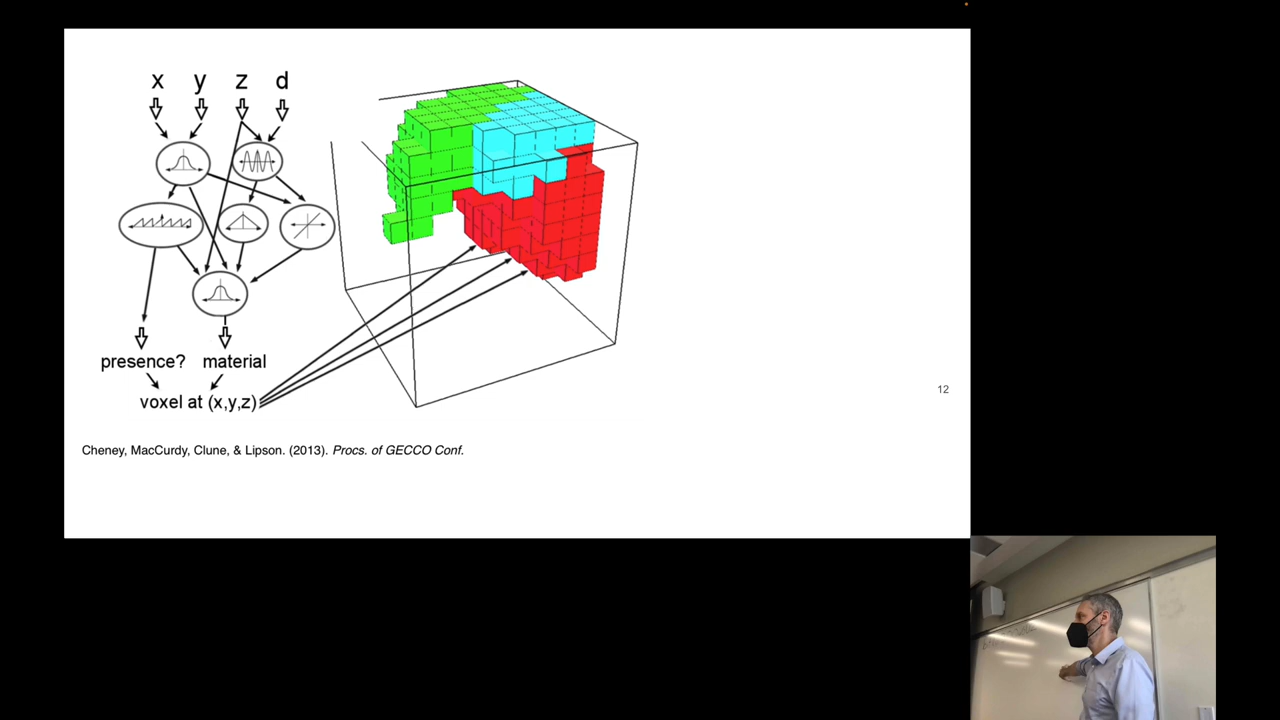 x y z d
presence? material
voxel at (x,y,z)
12
Cheney, MacCurdy, Clune, & Lipson. (2013). Procs. of GECCO Conf.